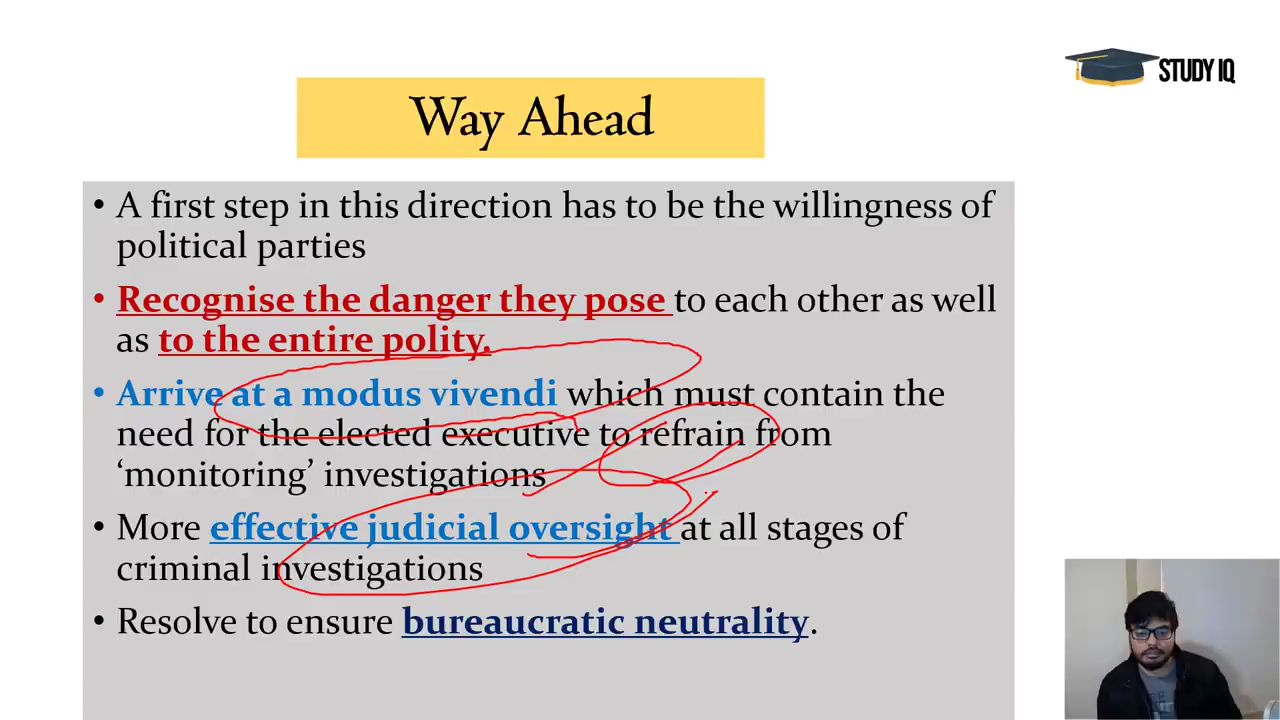 STUDY IQ
Way Ahead
• A first step in this direction has to be the willingness of
political parties
• Recognise the danger they pose to each other as well
as to the entire polity.
• Arrive at a modus vivendi which must contain the
need for the elected executive to refrain from
‘monitoring’ investigations
• More effective judicial oversight at all stages of
criminal investigations
• Resolve to ensure bureaucratic neutrality.